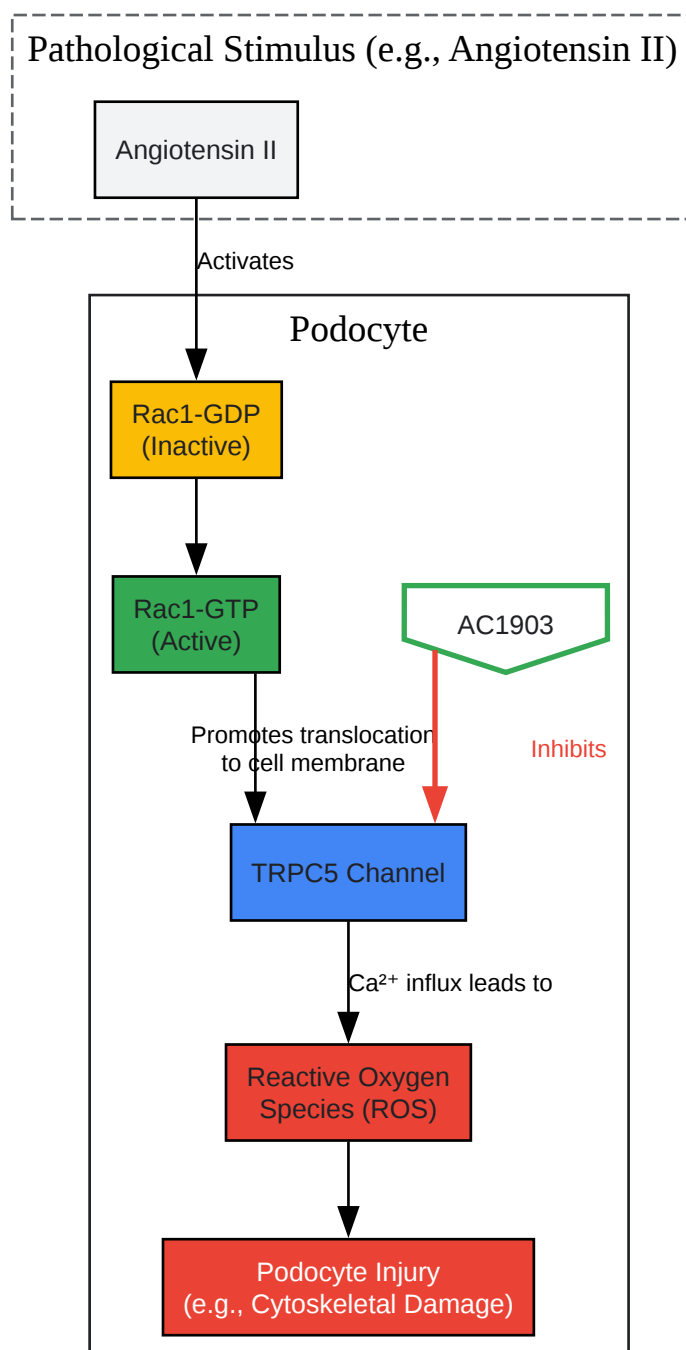 Pathological Stimulus (e.g., Angiotensin II)
Angiotensin II
Activates
Podocyte
Rac1-GDP
(Inactive)
Rac1-GTP
(Active)
AC1903
Promotes translocation
to cell membrane
Inhibits
TRPC5 Channel
Ca²⁺ influx leads to
Reactive Oxygen
Species (ROS)
Podocyte Injury
(e.g., Cytoskeletal Damage)